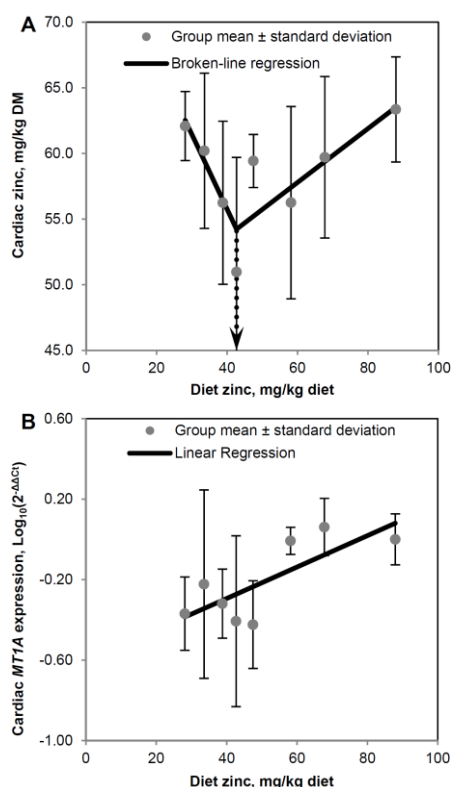 A
70.0
Group mean ± standard deviation
Broken-line regression
65.0
60.0
55.0
50.0
45.0
Cardiac zinc, mg/kg DM
0 20 40 60 80 100
Diet zinc, mg/kg diet
B
0.60
Group mean ± standard deviation
Linear Regression
0.20
-0.20
-0.60
-1.00
Cardiac MT1A expression, Log₁₀(2^-ΔΔCt)
0 20 40 60 80 100
Diet zinc, mg/kg diet